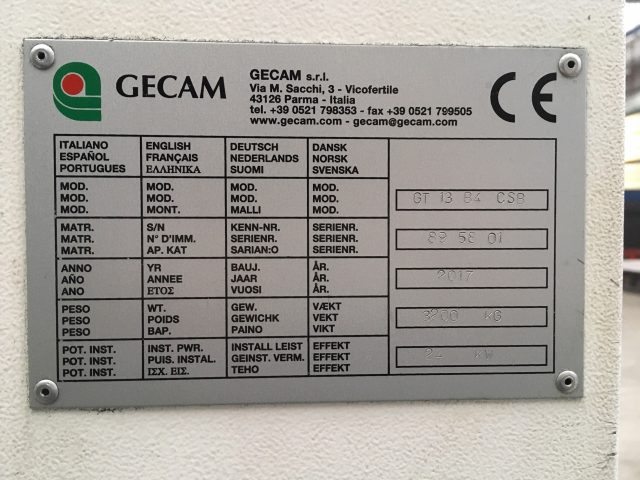 GECAM
GECAM s.r.l.
Via M. Sacchi, 3 - Vicofertile
43126 Parma - Italia
tel. +39 0521 798353 - fax +39 0521 799505
www.gecam.com - gecam@gecam.com
CE
ITALIANO ENGLISH DEUTSCH DANSK
ESPAÑOL FRANÇAIS NEDERLANDS NORSK
PORTUGUES ΕΛΛΗΝΙΚΑ SUOMI SVENSKA
MOD. MOD. MOD. MOD.
MOD. MOD. MOD. MOD. GT 13 B4 CSB
MOD. MONT. MALLI MOD.
MATR. S/N KENN-NR. SERIENR.
MATR. N° D'IMM. SERIENR. SERIENR. 89 58 01
MATR. AP. KAT SARIAN:O SERIENR.
ANNO YR BAUJ. ÅR.
AÑO ANNEE JAAR ÅR. 2017
ANO ΕΤΟΣ VUOSI ÅR.
PESO WT. GEW. VÆKT
PESO POIDS GEWICHK VEKT 3200 KG
PESO BAP. PAINO VIKT
POT. INST. INST. PWR. INSTALL LEIST EFFEKT
POT. INST. PUIS. INSTAL. GEINST. VERM. EFFEKT KW
POT. INST. ΙΣΧ. ΕΙΣ. TEHO EFFEKT